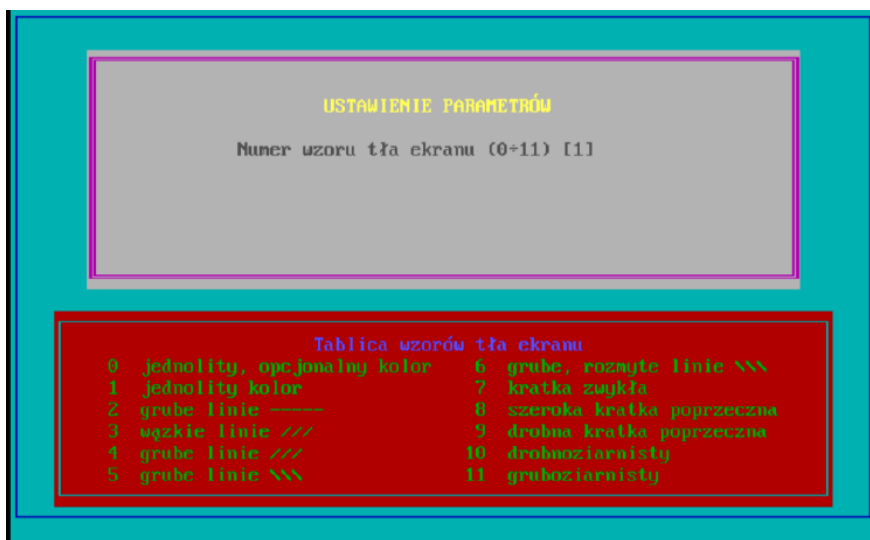 USTAWIENIE PARAMETRÓW
Numer wzoru tła ekranu (0÷11) [1]
Tablica wzorów tła ekranu
0 jednolity, opcjonalny kolor 6 grube, rozmyte linie \\\
1 jednolity kolor 7 kratka zwykła
2 grube linie ----- 8 szeroka kratka poprzeczna
3 wązkie linie /// 9 drobna kratka poprzeczna
4 grube linie /// 10 drobnoziarnisty
5 grube linie \\\ 11 gruboziarnisty